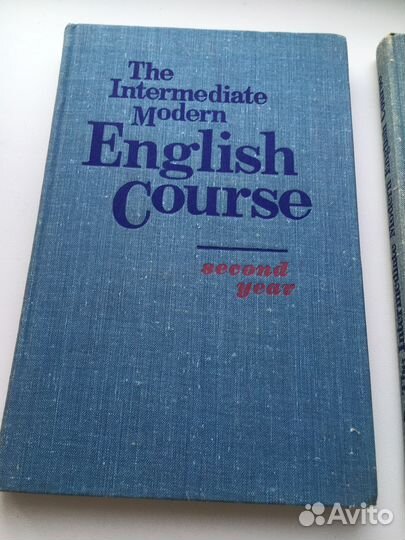 The
Intermediate
Modern
English
Course
second
year
Avito